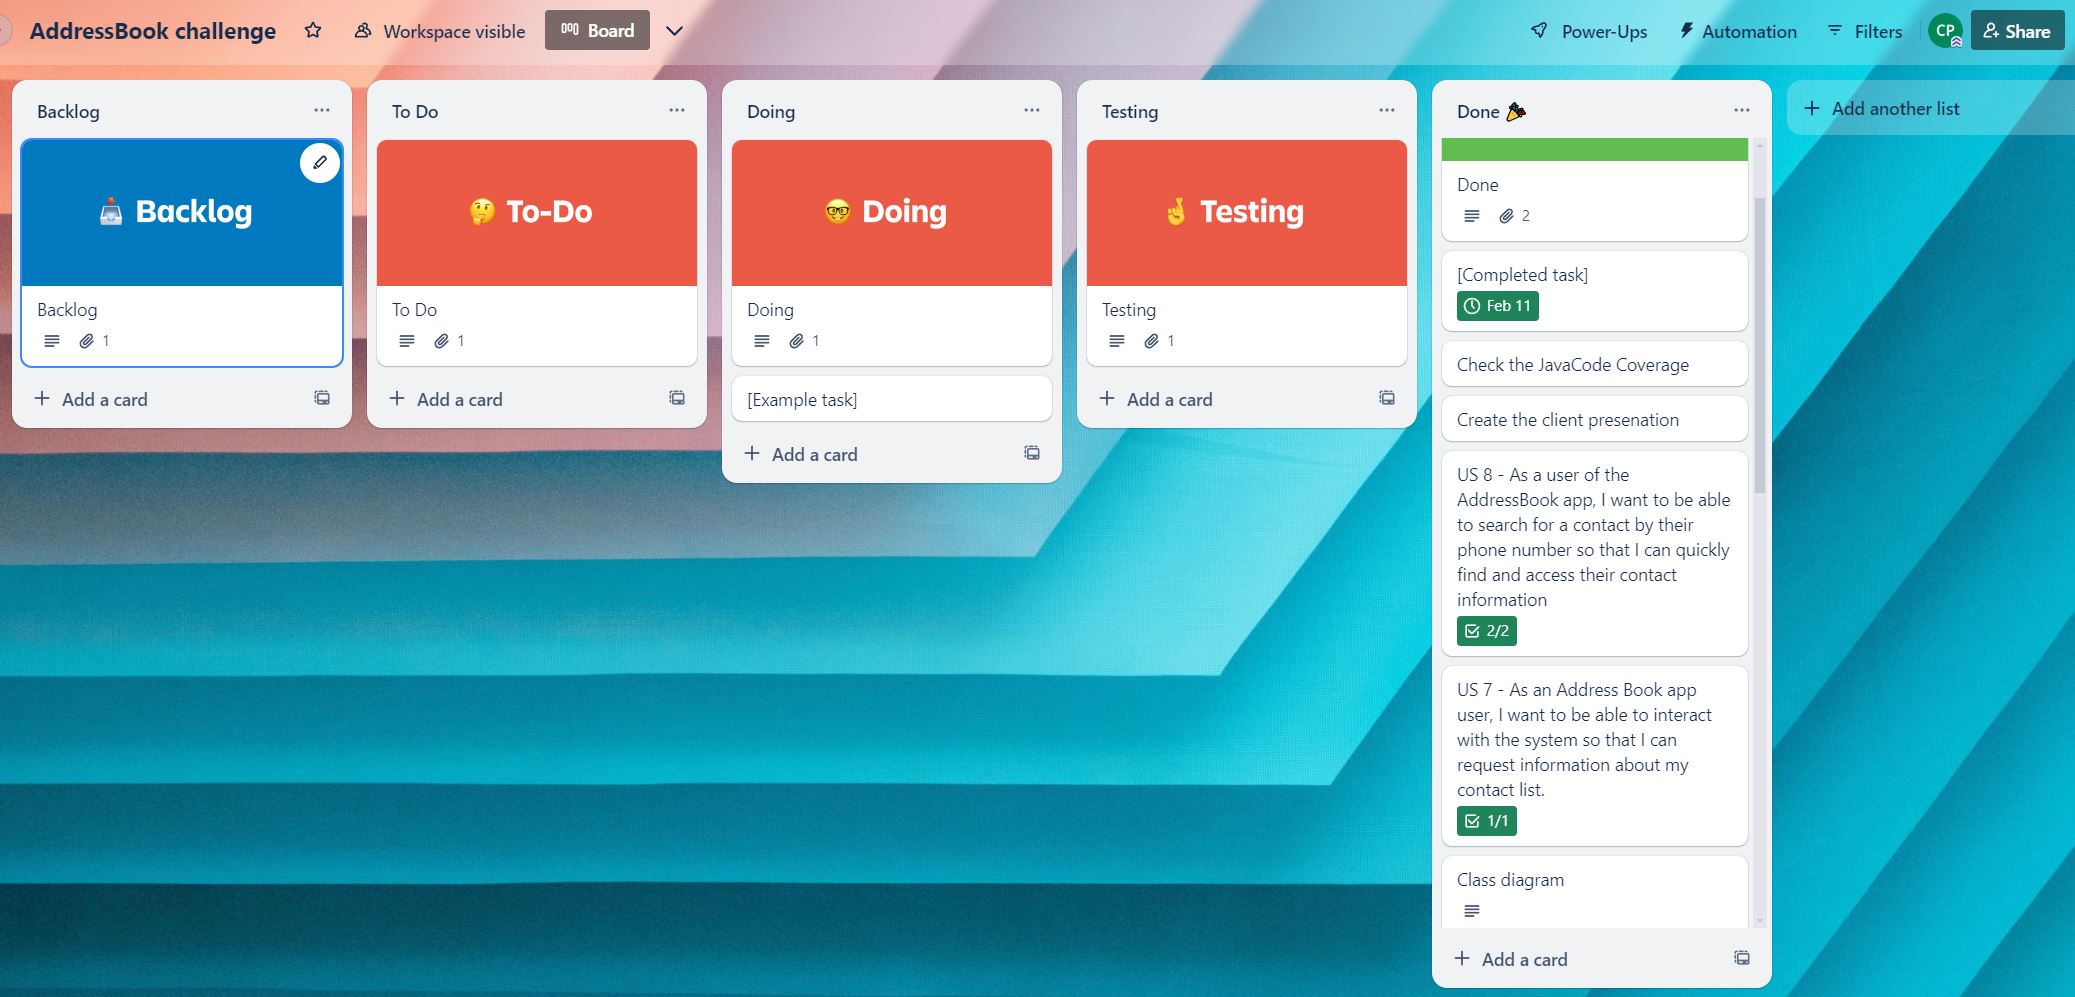 AddressBook challenge
Workspace visible
Board
Power-Ups
Automation
Filters
CP
Share
Backlog
Backlog
Backlog
1
Add a card
To Do
To-Do
To Do
1
Add a card
Doing
Doing
Doing
1
[Example task]
Add a card
Testing
Testing
Testing
1
Add a card
Done
Done
2
[Completed task]
Feb 11
Check the JavaCode Coverage
Create the client presenation
US 8 - As a user of the
AddressBook app, I want to be able
to search for a contact by their
phone number so that I can quickly
find and access their contact
information
2/2
US 7 - As an Address Book app
user, I want to be able to interact
with the system so that I can
request information about my
contact list.
1/1
Class diagram
Add a card
Add another list